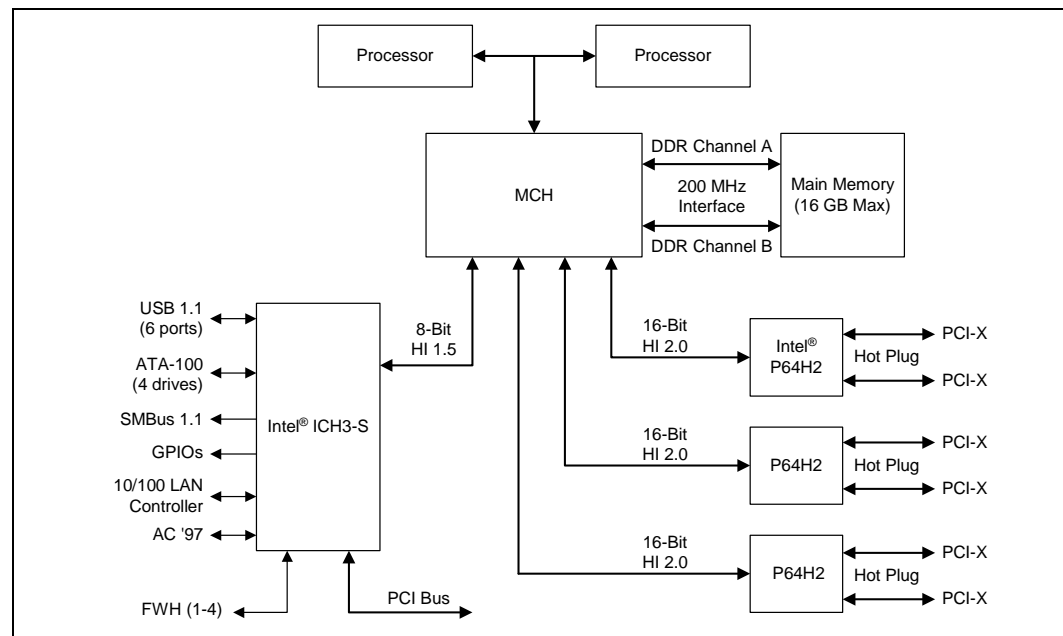 Processor
Processor
MCH
DDR Channel A
200 MHz
Interface
DDR Channel B
Main Memory
(16 GB Max)
USB 1.1
(6 ports)
ATA-100
(4 drives)
SMBus 1.1
GPIOs
10/100 LAN
Controller
AC '97
Intel® ICH3-S
8-Bit
HI 1.5
FWH (1-4)
PCI Bus
16-Bit
HI 2.0
Intel®
P64H2
PCI-X
Hot Plug
PCI-X
16-Bit
HI 2.0
P64H2
PCI-X
Hot Plug
PCI-X
16-Bit
HI 2.0
P64H2
PCI-X
Hot Plug
PCI-X